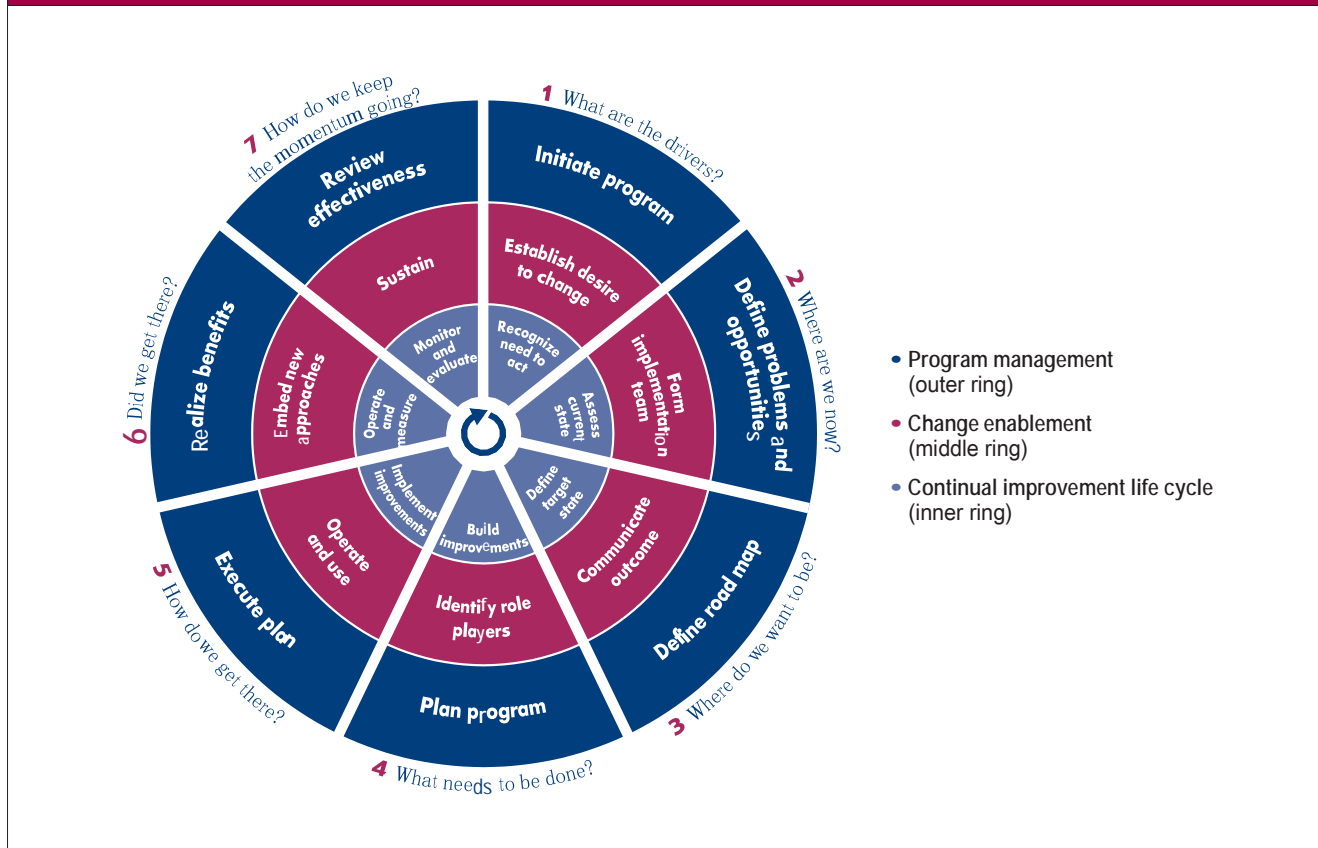 1 What are the drivers?
Initiate program
Establish desire
to change
Recognize
need to
act
2 Where are we now?
Define problems and
opportunities
Form
implementation
team
Assess
current
state
3 Where do we want to be?
Define road map
Communicate
outcome
Define
target
state
4 What needs to be done?
Plan program
Identify role
players
Build
improvements
5 How do we get there?
Execute plan
Operate
and use
Implement
improvements
6 Did we get there?
Realize benefits
Embed new
approaches
Operate
and
measure
7 How do we keep
the momentum going?
Review
effectiveness
Sustain
Monitor
and
evaluate
• Program management
(outer ring)
• Change enablement
(middle ring)
• Continual improvement life cycle
(inner ring)